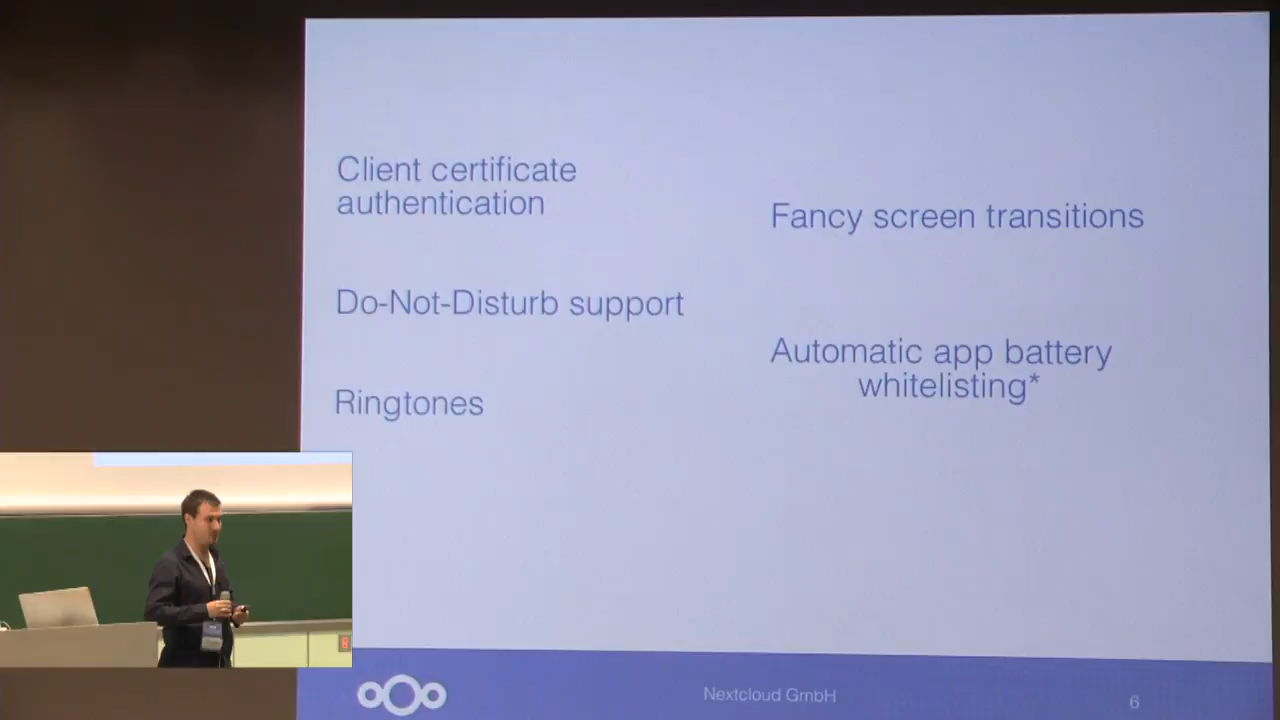 Client certificate
authentication
Do-Not-Disturb support
Ringtones
Fancy screen transitions
Automatic app battery
whitelisting*
Nextcloud GmbH
6